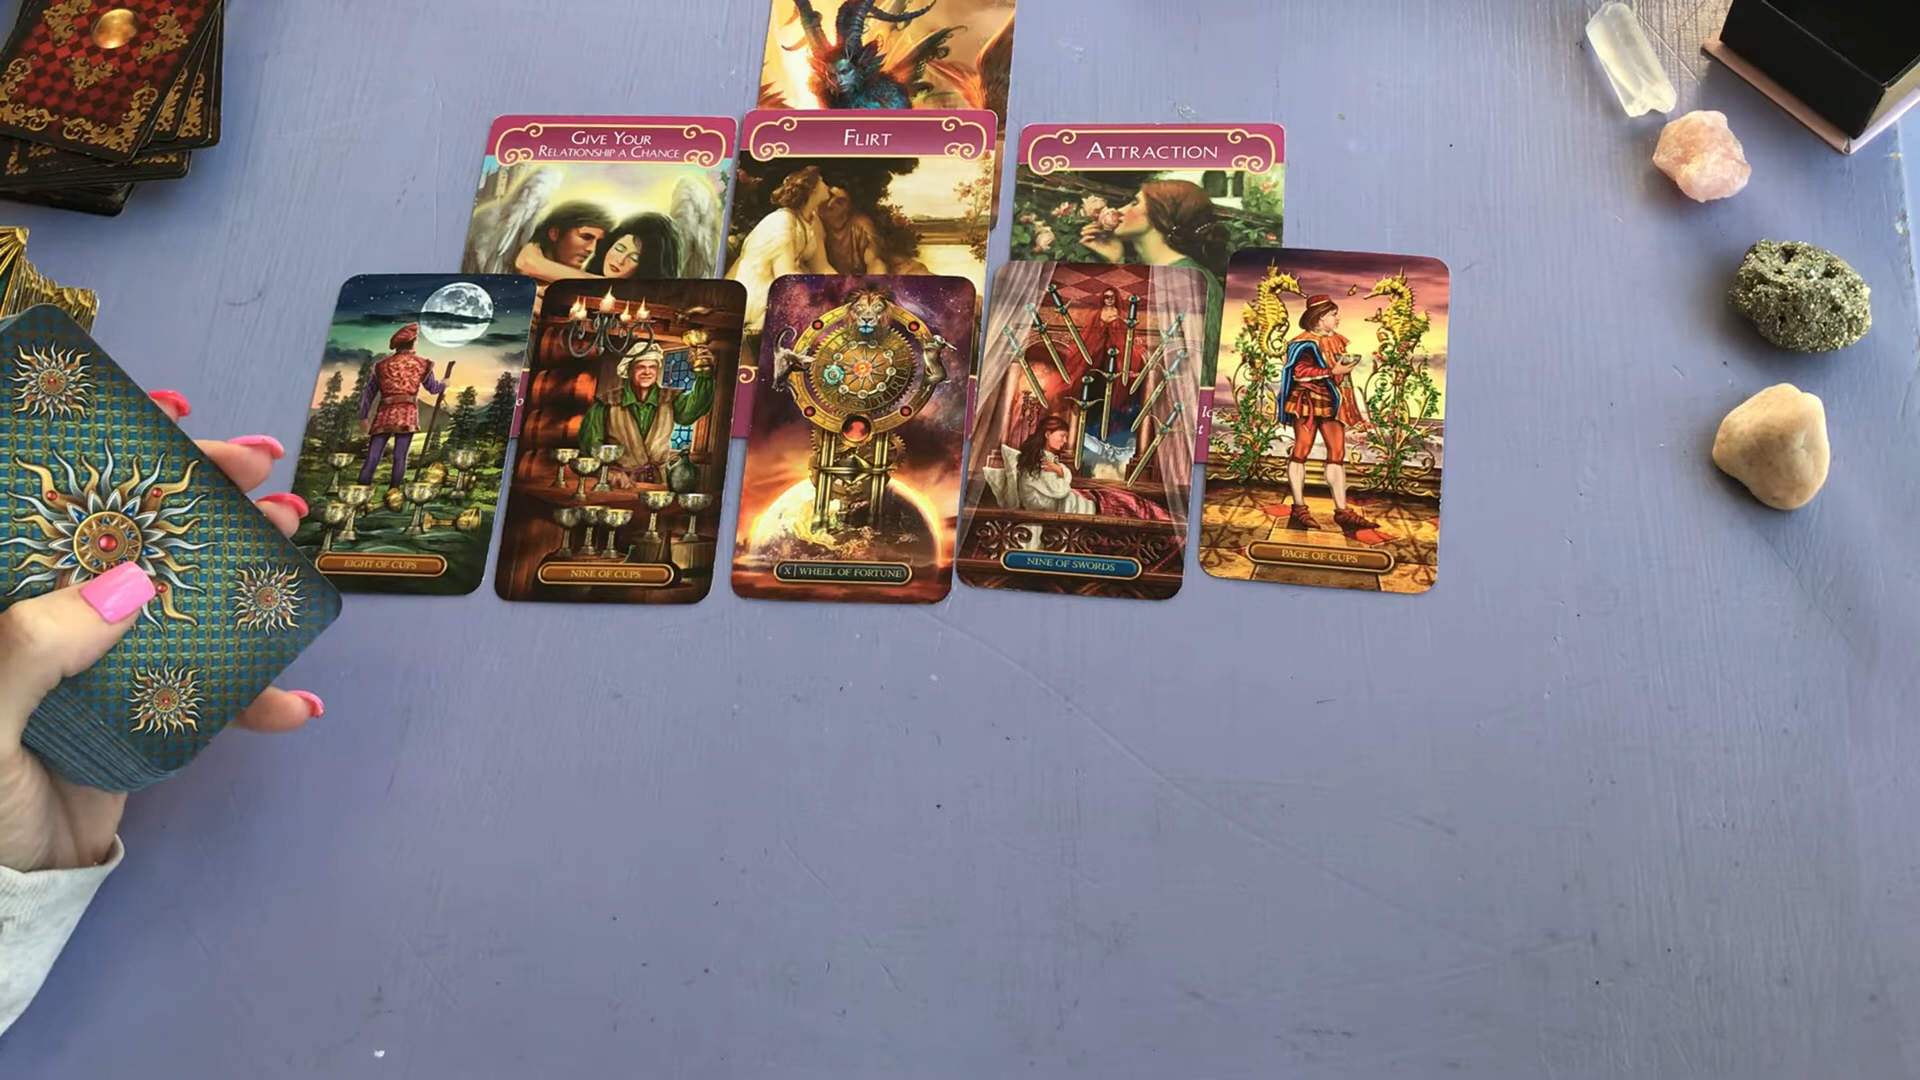 GIVE YOUR
RELATIONSHIP A CHANCE
FLIRT
ATTRACTION
EIGHT OF CUPS
NINE OF CUPS
X | WHEEL OF FORTUNE
NINE OF SWORDS
PAGE OF CUPS